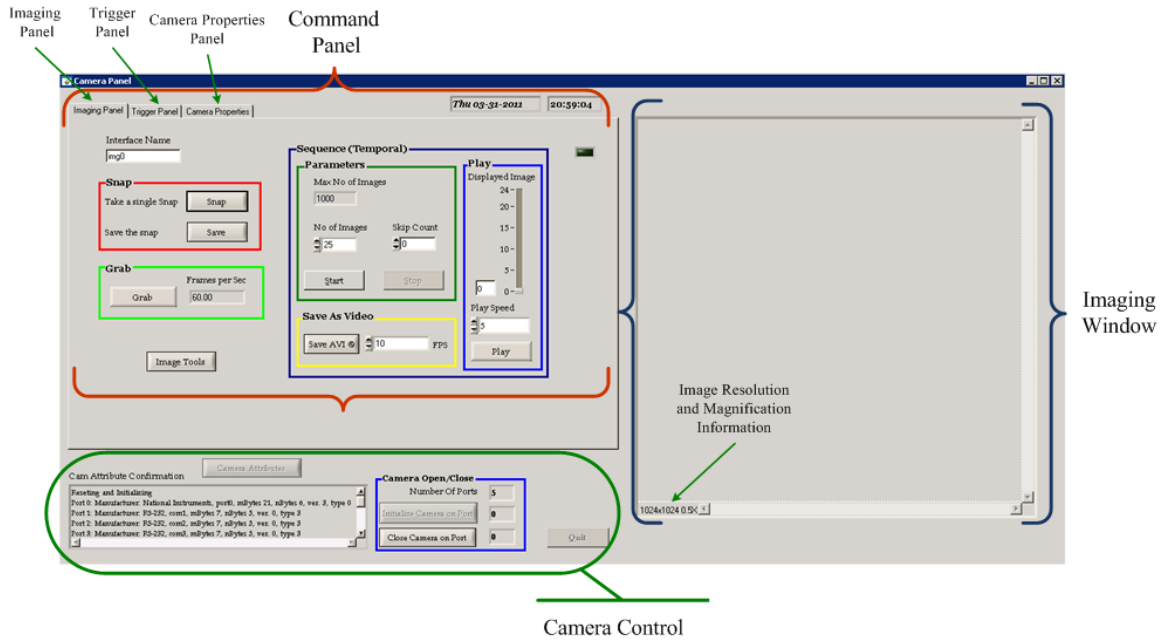 Imaging
Panel
Trigger
Panel
Camera Properties
Panel
Command
Panel
Camera Panel
Imaging Panel
Trigger Panel
Camera Properties
Thu 03-31-2011
20:59:04
Interface Name
img0
Snap
Take a single Snap
Snap
Save the snap
Save
Grab
Grab
Frames per Sec
60.00
Image Tools
Sequence (Temporal)
Parameters
Max No of Images
1000
No of Images
Skip Count
25
0
Start
Stop
Save As Video
Save AVI
10
FPS
Play
Displayed Image
24
20
15
10
5
0
0
Play Speed
5
Play
Imaging
Window
Image Resolution
and Magnification
Information
1024x1024 0.5X
Cam Attribute Confirmation
Camera Attributes
Reseting and Initializing
Port 0: Manufacturer: National Instruments, port0, mBytes 21, nBytes 6, ver. 3, type 0
Port 1: Manufacturer: RS-232, com1, mBytes 7, nBytes 3, ver. 0, type 3
Port 2: Manufacturer: RS-232, com2, mBytes 7, nBytes 3, ver. 0, type 3
Port 3: Manufacturer: RS-232, com3, mBytes 7, nBytes 3, ver. 0, type 3
Camera Open/Close
Number Of Ports
5
Initialize Camera on Port
0
Close Camera on Port
0
Quit
Camera Control